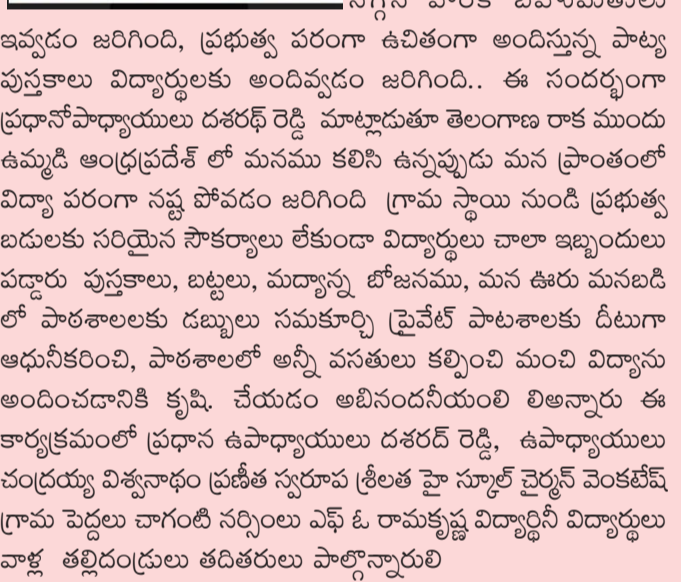 ఇవ్వడం జరిగింది, ప్రభుత్వ పరంగా ఉచితంగా అందిస్తున్న పాట్య
పుస్తకాలు విద్యార్థులకు అందివ్వడం జరిగింది.. ఈ సందర్భంగా
ప్రధానోపాధ్యాయులు దశరథ్ రెడ్డి మాట్లాడుతూ తెలంగాణ రాక ముందు
ఉమ్మడి ఆంధ్రప్రదేశ్ లో మనము కలిసి ఉన్నప్పుడు మన ప్రాంతంలో
విద్యా పరంగా నష్ట పోవడం జరిగింది గ్రామ స్థాయి నుండి ప్రభుత్వ
బడులకు సరియైన సౌకర్యాలు లేకుండా విద్యార్థులు చాలా ఇబ్బందులు
పడ్డారు పుస్తకాలు, బట్టలు, మద్యాన్న బోజనము, మన ఊరు మనబడి
లో పాఠశాలలకు డబ్బులు సమకూర్చి ప్రైవేట్ పాటశాలకు దీటుగా
ఆధునీకరించి, పాఠశాలలో అన్నీ వసతులు కల్పించి మంచి విద్యాను
అందించడానికి కృషి. చేయడం అబినందనీయంలి లిఅన్నారు ఈ
కార్యక్రమంలో ప్రధాన ఉపాధ్యాయులు దశరద్ రెడ్డి, ఉపాధ్యాయులు
చంద్రయ్య విశ్వనాథం ప్రణీత స్వరూప శ్రీలత హై స్కూల్ చైర్మన్ వెంకటేష్
గ్రామ పెద్దలు చాగంటి నర్సింలు ఎఫ్ ఓ రామకృష్ణ విద్యార్థినీ విద్యార్థులు
వాళ్ల తల్లిదండ్రులు తదితరులు పాల్గొన్నారులి